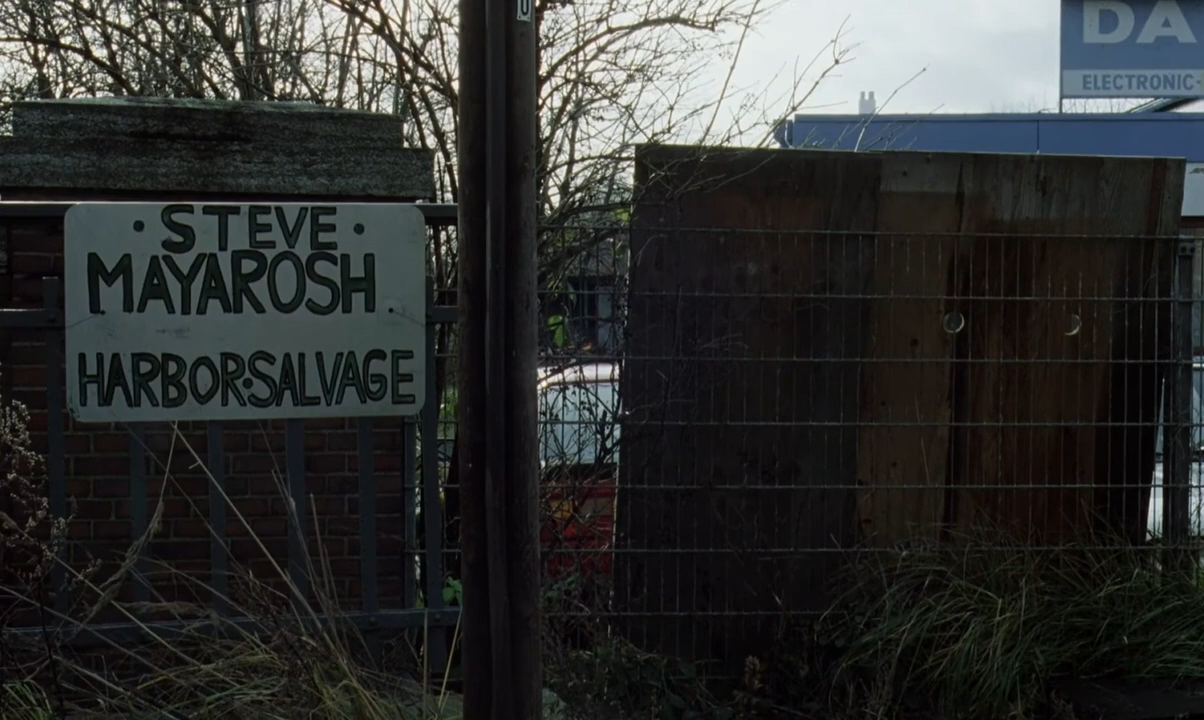 · STEVE ·
MAYAROSH
HARBOR·SALVAGE
DA
ELECTRONIC